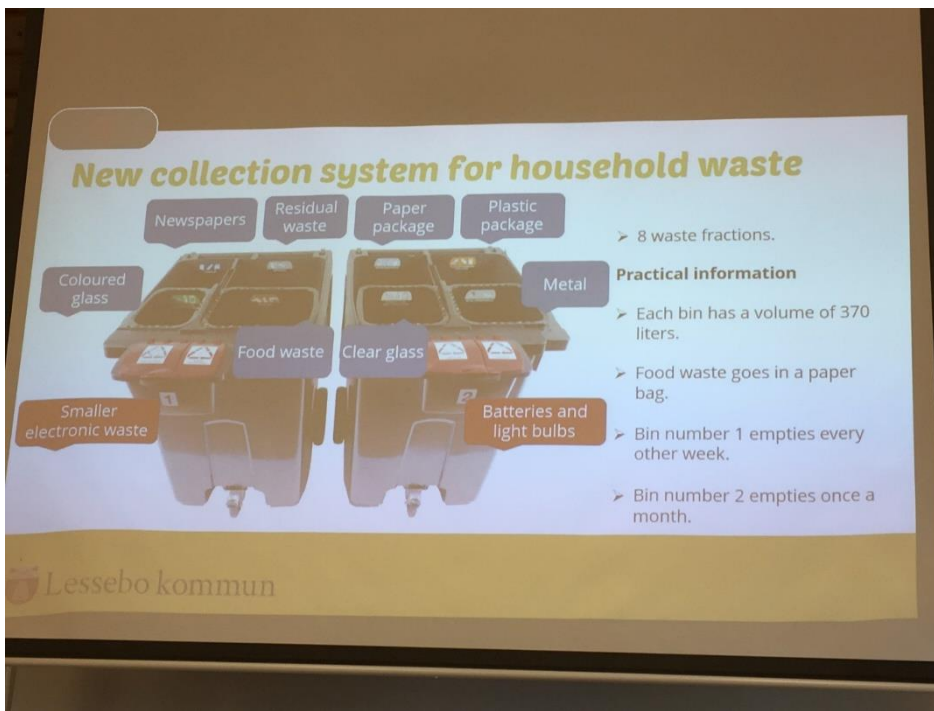 New collection system for household waste
Newspapers
Residual
waste
Paper
package
Plastic
package
Coloured
glass
Metal
Food waste
Clear glass
1
2
Smaller
electronic waste
Batteries and
light bulbs
➢ 8 waste fractions.
Practical information
➢ Each bin has a volume of 370
liters.
➢ Food waste goes in a paper
bag.
➢ Bin number 1 empties every
other week.
➢ Bin number 2 empties once a
month.
Lessebo kommun